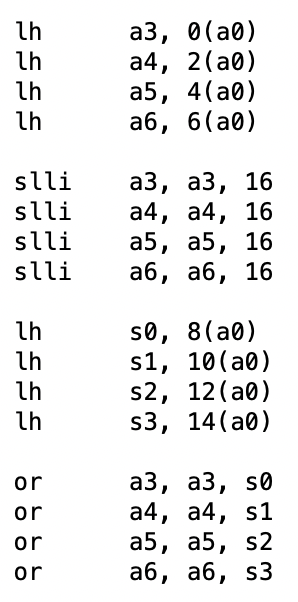 lh a3, 0(a0)
lh a4, 2(a0)
lh a5, 4(a0)
lh a6, 6(a0)
slli a3, a3, 16
slli a4, a4, 16
slli a5, a5, 16
slli a6, a6, 16
lh s0, 8(a0)
lh s1, 10(a0)
lh s2, 12(a0)
lh s3, 14(a0)
or a3, a3, s0
or a4, a4, s1
or a5, a5, s2
or a6, a6, s3